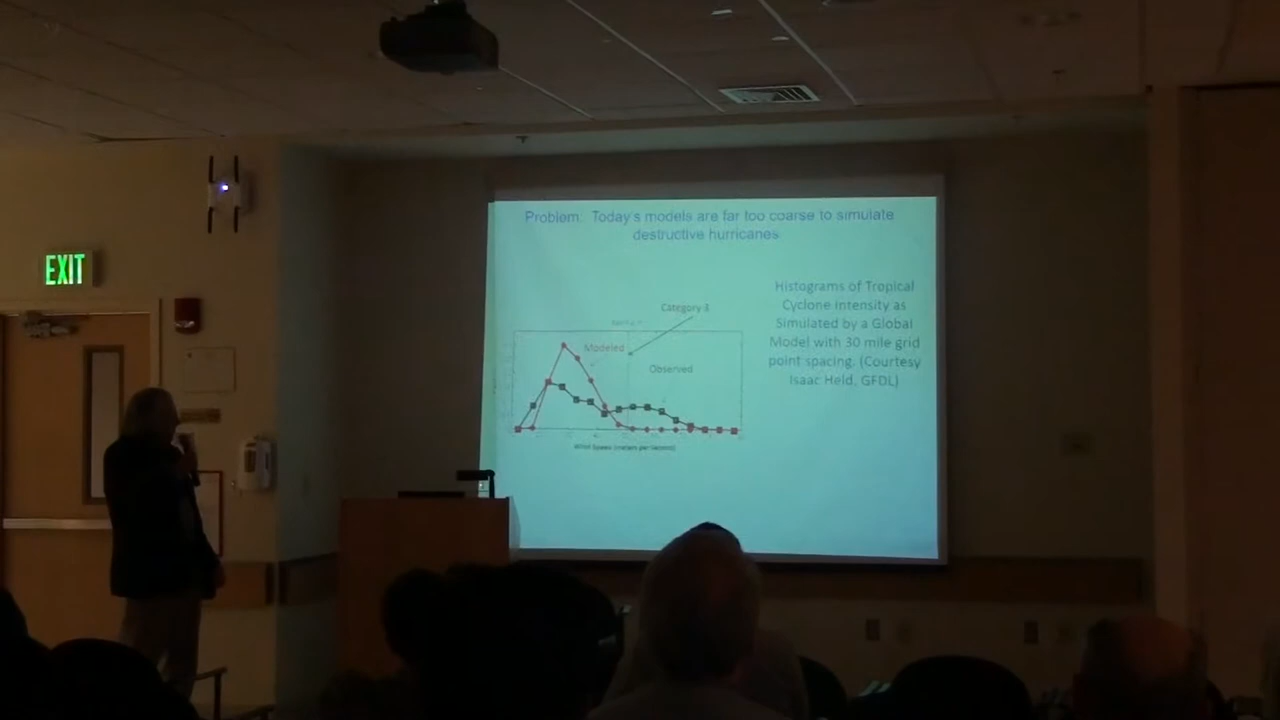 EXIT
Problem: Today's models are far too coarse to simulate
destructive hurricanes
Histograms of Tropical
Cyclone Intensity as
Simulated by a Global
Model with 30 mile grid
point spacing. (Courtesy
Isaac Held, GFDL)
Category 3
Modeled
Observed
Wind Speed (meters per second)